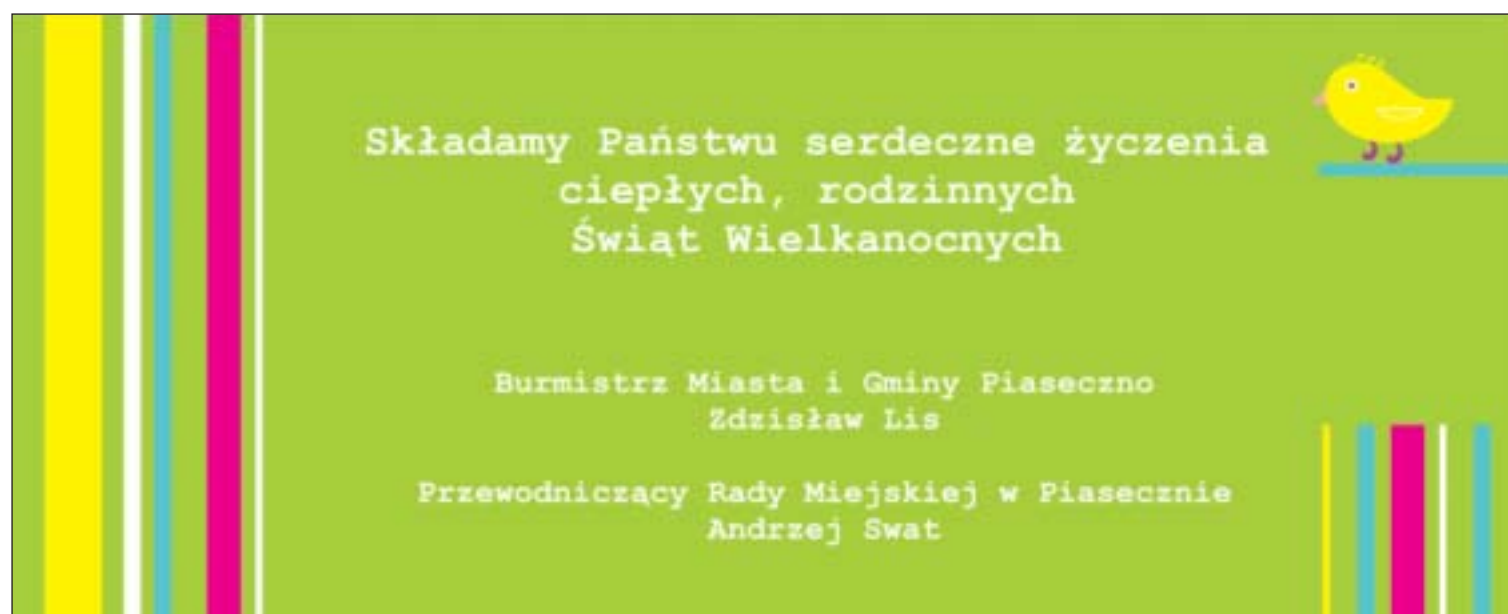 Składamy Państwu serdeczne życzenia
ciepłych, rodzinnych
Świąt Wielkanocnych
Burmistrz Miasta i Gminy Piaseczno
Zdzisław Lis
Przewodniczący Rady Miejskiej w Piasecznie
Andrzej Swat